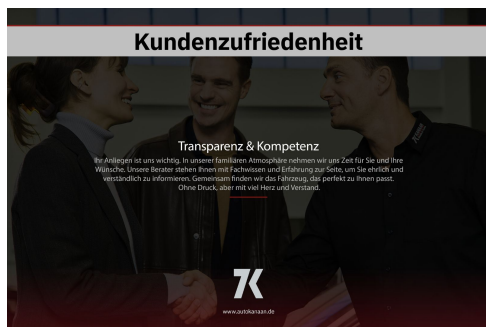 Kundenzufriedenheit
Transparenz & Kompetenz
Ihr Anliegen ist uns wichtig. In unserer familiären Atmosphäre nehmen wir uns Zeit für Sie und Ihre
Wünsche. Unsere Berater stehen Ihnen mit Fachwissen und Erfahrung zur Seite, um Sie ehrlich und
verständlich zu informieren. Gemeinsam finden wir das Fahrzeug, das perfekt zu Ihnen passt.
Ohne Druck, aber mit viel Herz und Verstand.
www.autokanaan.de